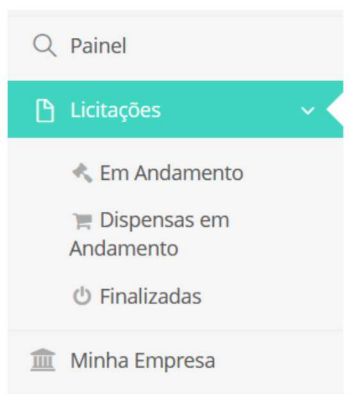 Painel
Licitações
Em Andamento
Dispensas em
Andamento
Finalizadas
Minha Empresa